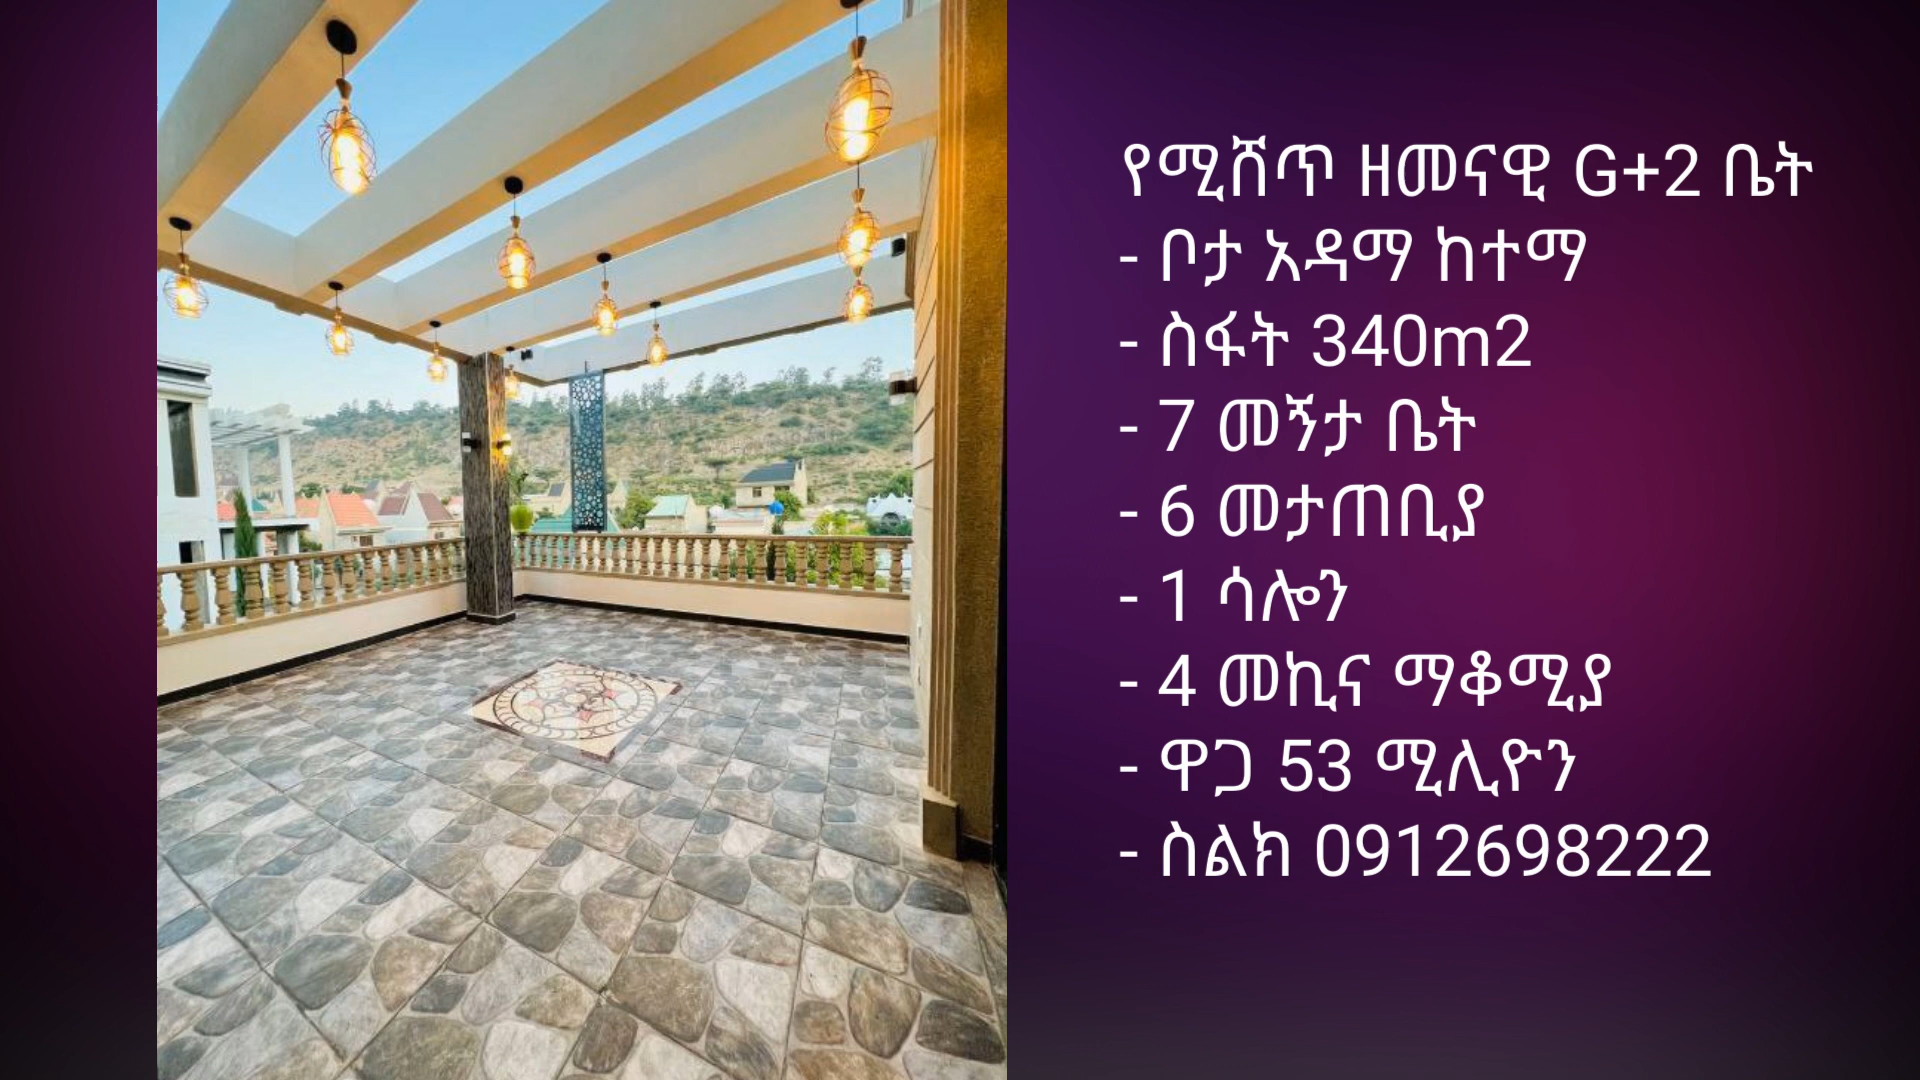 የሚሸጥ ዘመናዊ G+2 ቤት
- ቦታ አዳማ ከተማ
- ስፋት 340m2
- 7 መኝታ ቤት
- 6 መታጠቢያ
- 1 ሳሎን
- 4 መኪና ማቆሚያ
- ዋጋ 53 ሚሊዮን
- ስልክ 0912698222